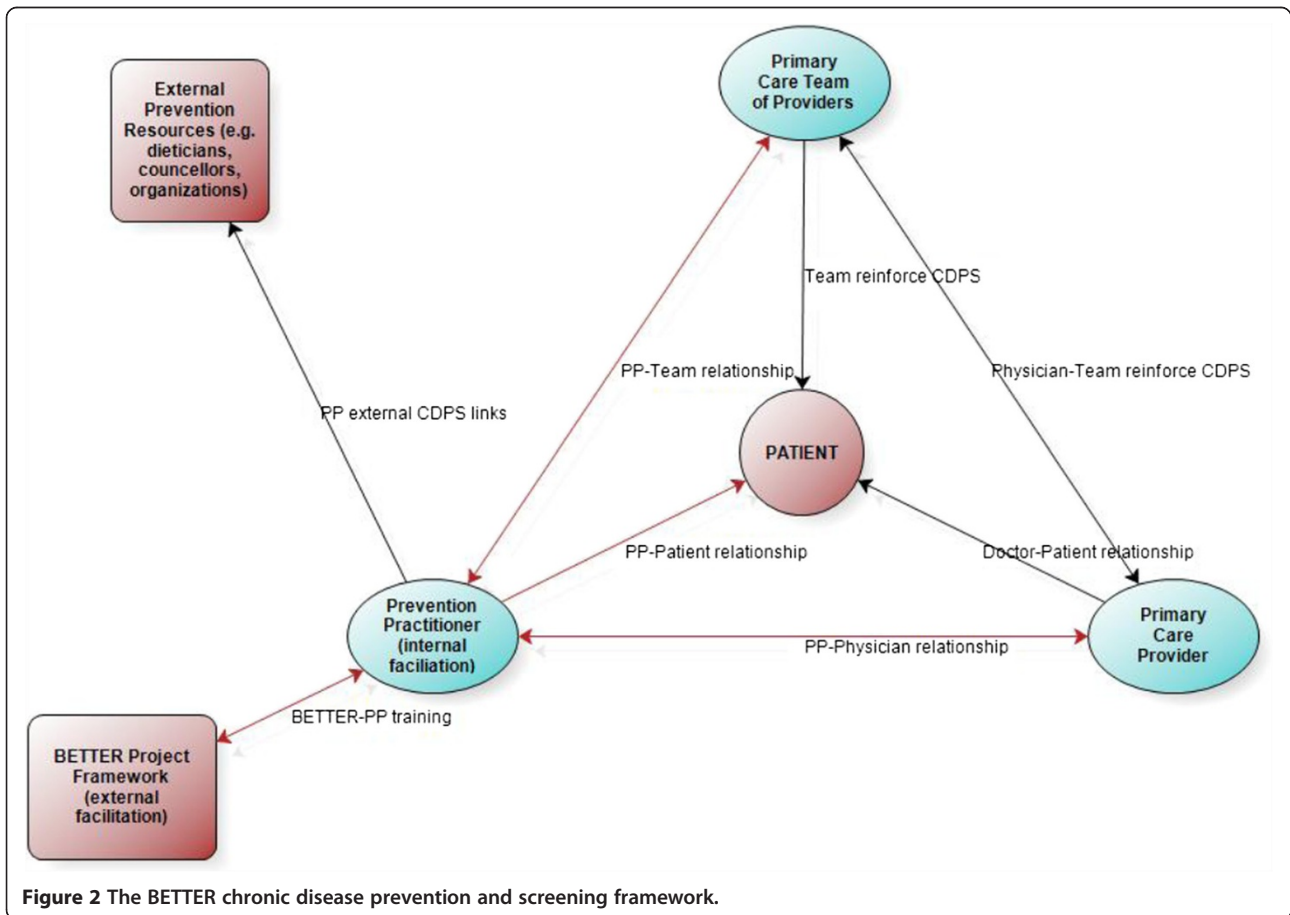 External
Prevention
Resources (e.g.
dieticians,
councellors,
organizations)
Primary
Care Team
of Providers
Team reinforce CDPS
PP-Team relationship
Physician-Team reinforce CDPS
PP external CDPS links
PATIENT
PP-Patient relationship
Doctor-Patient relationship
Prevention
Practitioner
(internal
faciliation)
Primary
Care
Provider
PP-Physician relationship
BETTER-PP training
BETTER Project
Framework
(external
facilitation)
Figure 2 The BETTER chronic disease prevention and screening framework.